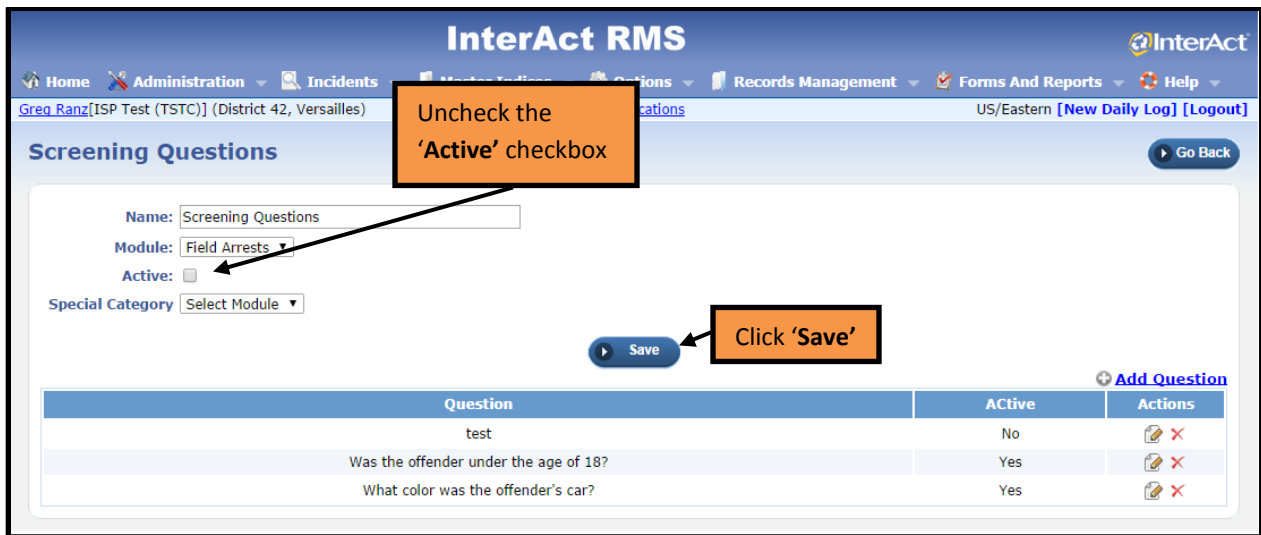 InterAct RMS
InterAct
Home Administration Incidents Master Indices Options Records Management Forms And Reports Help
Greg Ranz[ISP Test (TSTC)] (District 42, Versailles) cations US/Eastern [New Daily Log] [Logout]
Uncheck the
‘Active’ checkbox
Screening Questions
Go Back
Name: Screening Questions
Module: Field Arrests
Active:
Special Category Select Module
Save
Click ‘Save’
Add Question
Question ACtive Actions
test No
Was the offender under the age of 18? Yes
What color was the offender's car? Yes